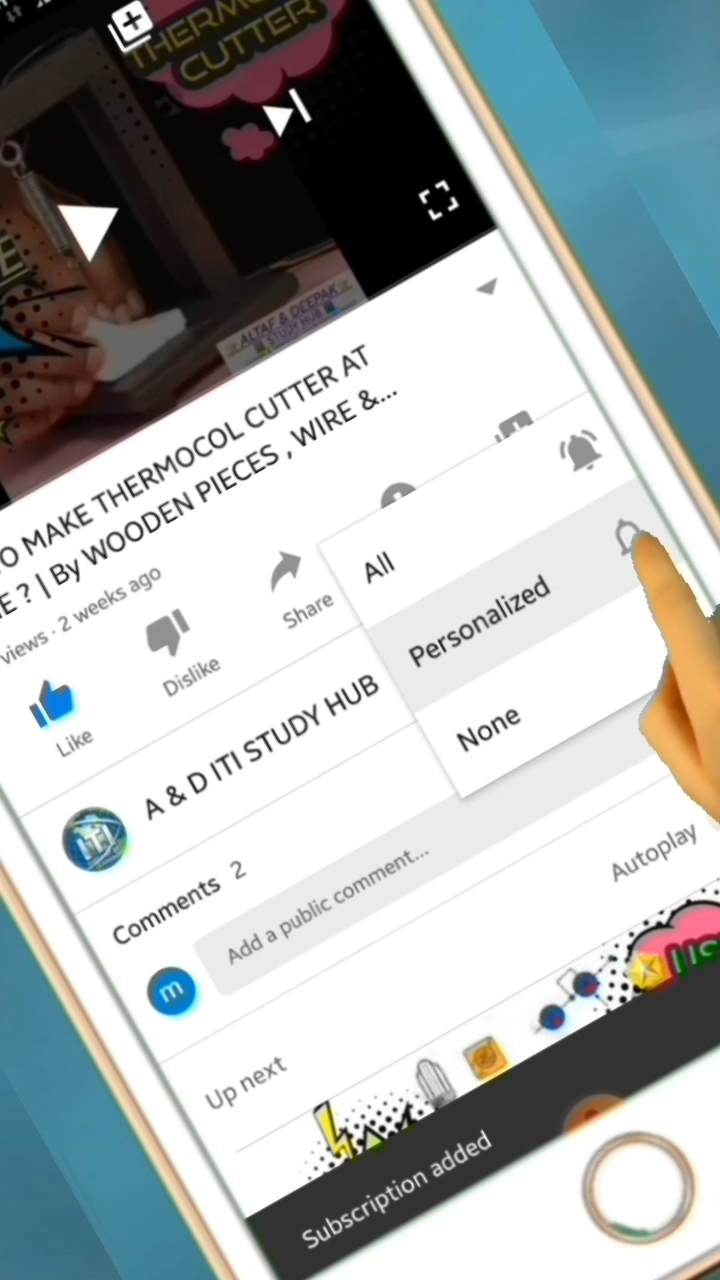 THERMO
CUTTER
ALTAF & DEEPAK
STUDY HUB
O MAKE THERMOCOL CUTTER AT
E ? | By WOODEN PIECES , WIRE &...
views · 2 weeks ago
Like
Dislike
Share
All
Personalized
None
A & D ITI STUDY HUB
ITI
Comments 2
m
Add a public comment...
Autoplay
Up next
Subscription added